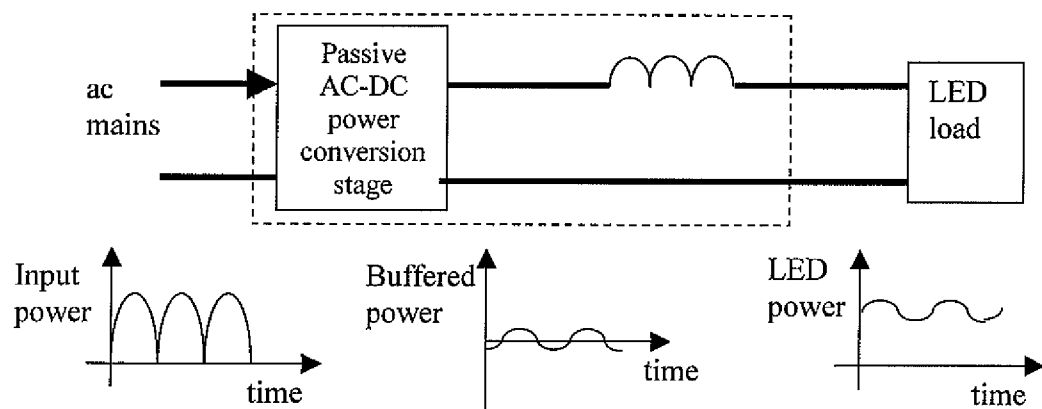 ac
mains
Passive
AC-DC
power
conversion
stage
LED
load
Input
power
time
Buffered
power
time
LED
power
time